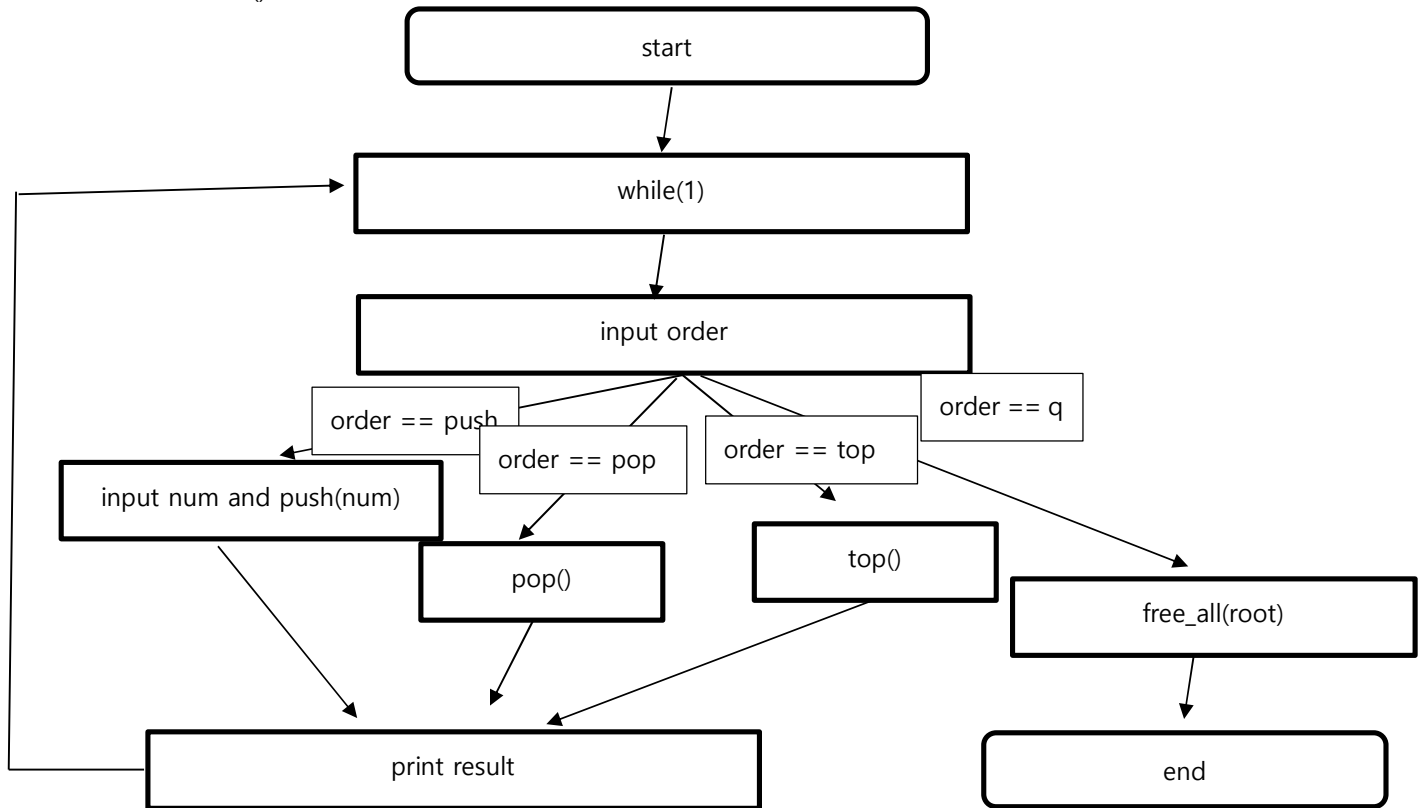 start
while(1)
input order
order == q
order == push
order == pop
order == top
input num and push(num)
pop()
top()
free_all(root)
print result
end